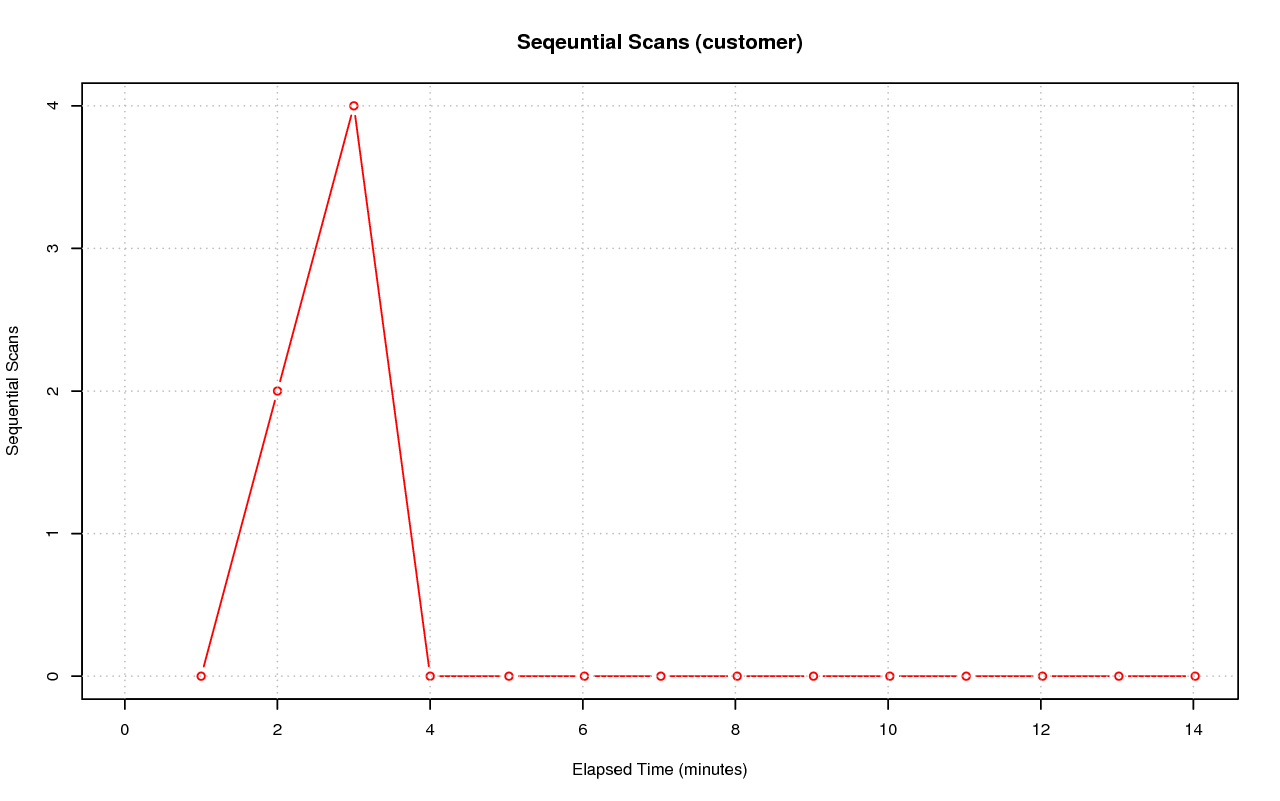 Seqeuntial Scans (customer)
Sequential Scans
4
3
2
1
0
0 2 4 6 8 10 12 14
Elapsed Time (minutes)